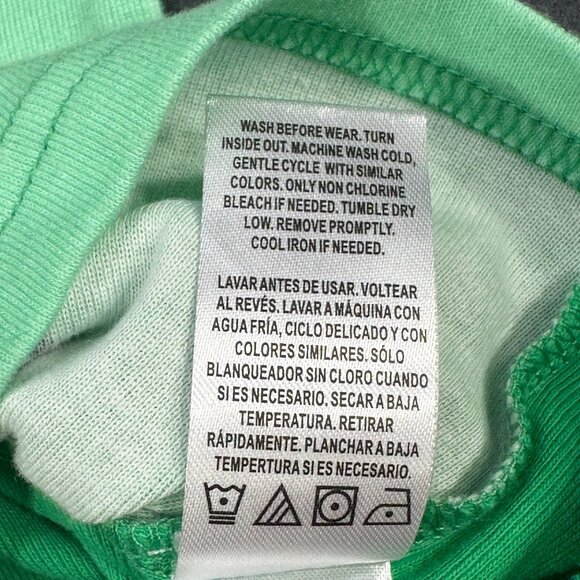 WASH BEFORE WEAR. TURN
INSIDE OUT. MACHINE WASH COLD,
GENTLE CYCLE WITH SIMILAR
COLORS. ONLY NON CHLORINE
BLEACH IF NEEDED. TUMBLE DRY
LOW. REMOVE PROMPTLY.
COOL IRON IF NEEDED.
LAVAR ANTES DE USAR. VOLTEAR
AL REVÉS. LAVAR A MÁQUINA CON
AGUA FRÍA, CICLO DELICADO Y CON
COLORES SIMILARES. SÓLO
BLANQUEADOR SIN CLORO CUANDO
SI ES NECESARIO. SECAR A BAJA
TEMPERATURA. RETIRAR
RÁPIDAMENTE. PLANCHAR A BAJA
TEMPERTURA SI ES NECESARIO.